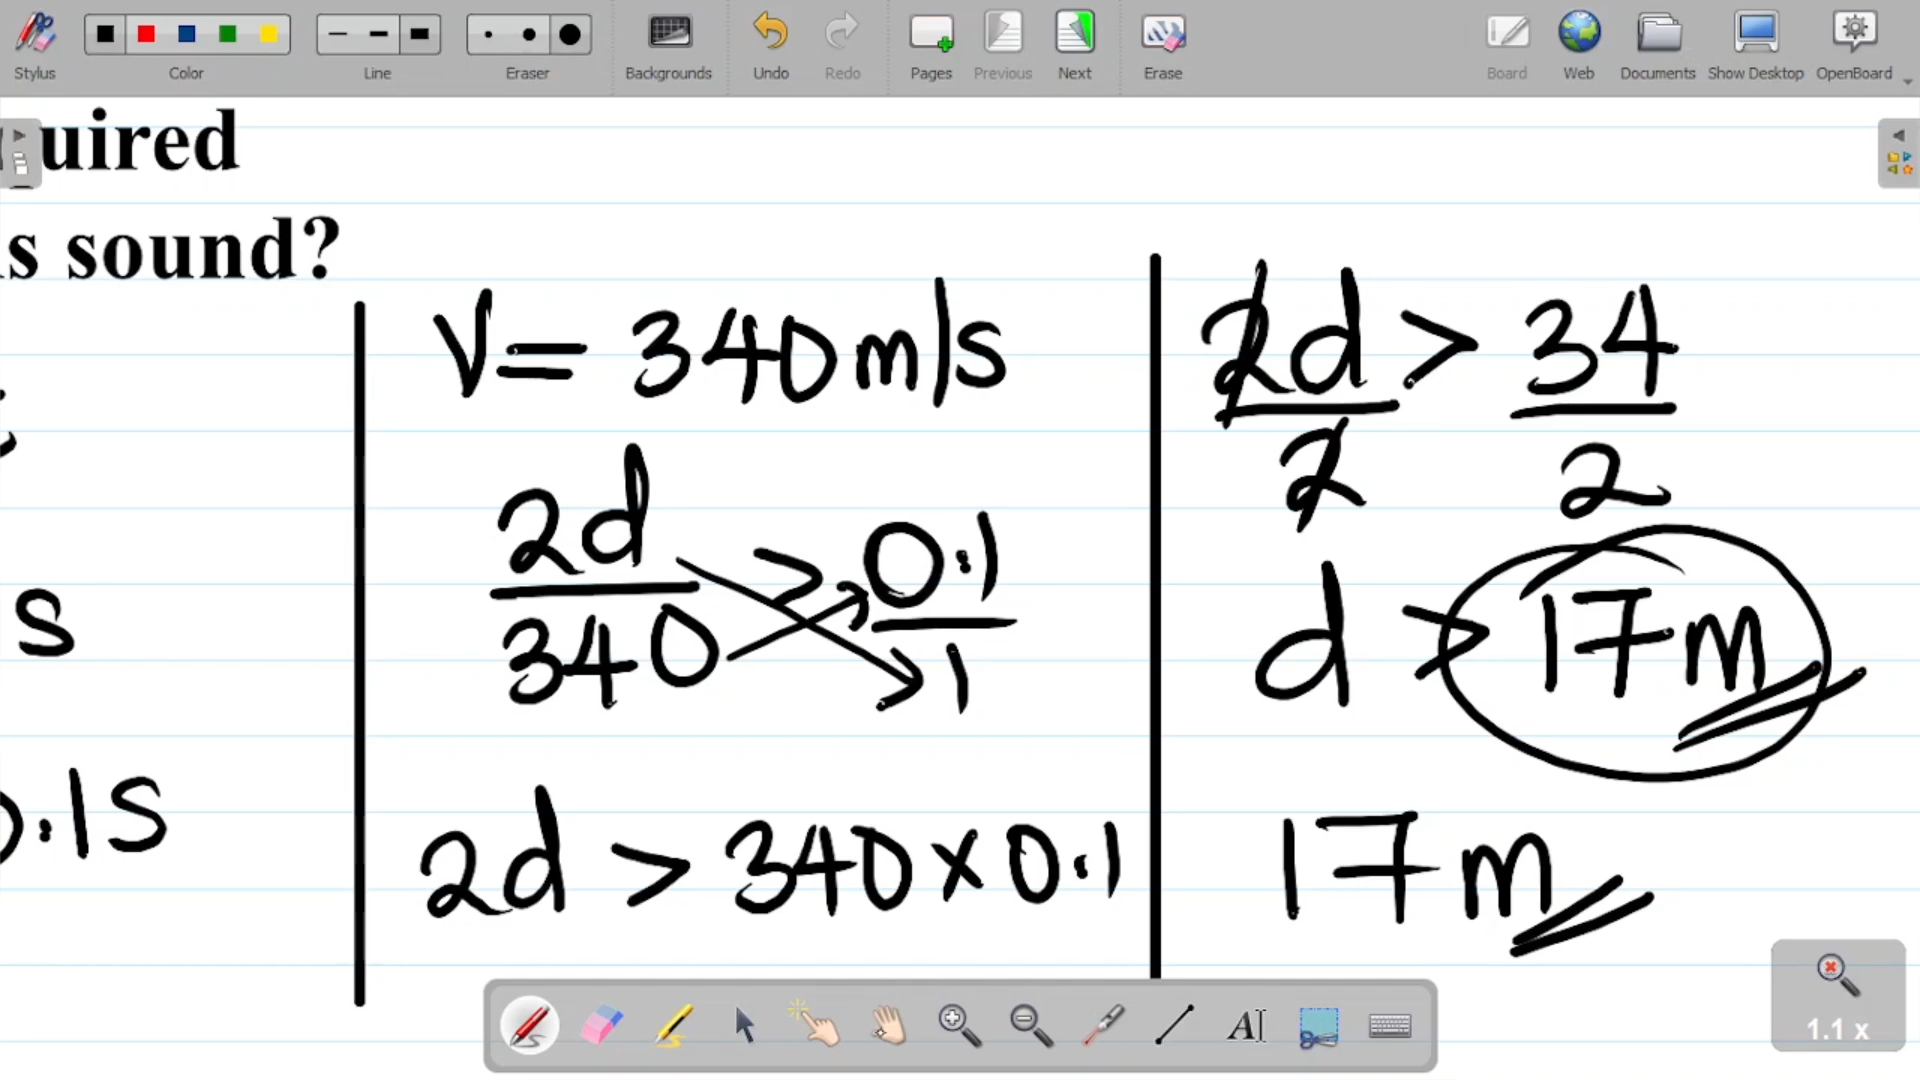 Stylus Color Line Eraser Backgrounds Undo Redo Pages Previous Next Erase Board Web Documents Show Desktop OpenBoard
uired
s sound?
s
0.1s
V = 340m/s
2d > 0.1
340 1
2d > 340 x 0.1
2d > 34
2 2
d > 17m
17m
1.1 x